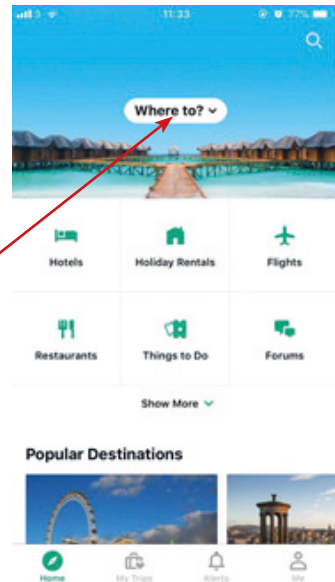 3 11:33 77%
Where to?
Hotels Holiday Rentals Flights
Restaurants Things to Do Forums
Show More
Popular Destinations
Home My Trips Alerts Me